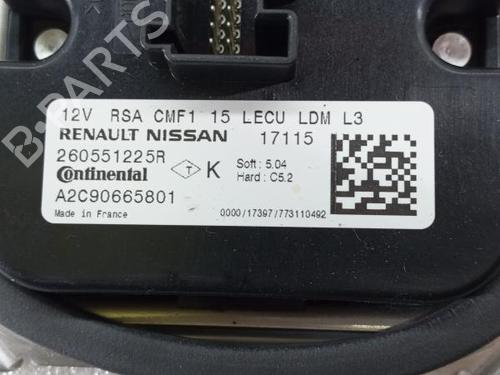 12V RSA CMF1 15 LECU LDM L3
RENAULT NISSAN 17115
260551225R
T K Soft : 5.04
Continental Hard : C5.2
A2C90665801
Made in France 0000/17397/773110492
B-PARTS